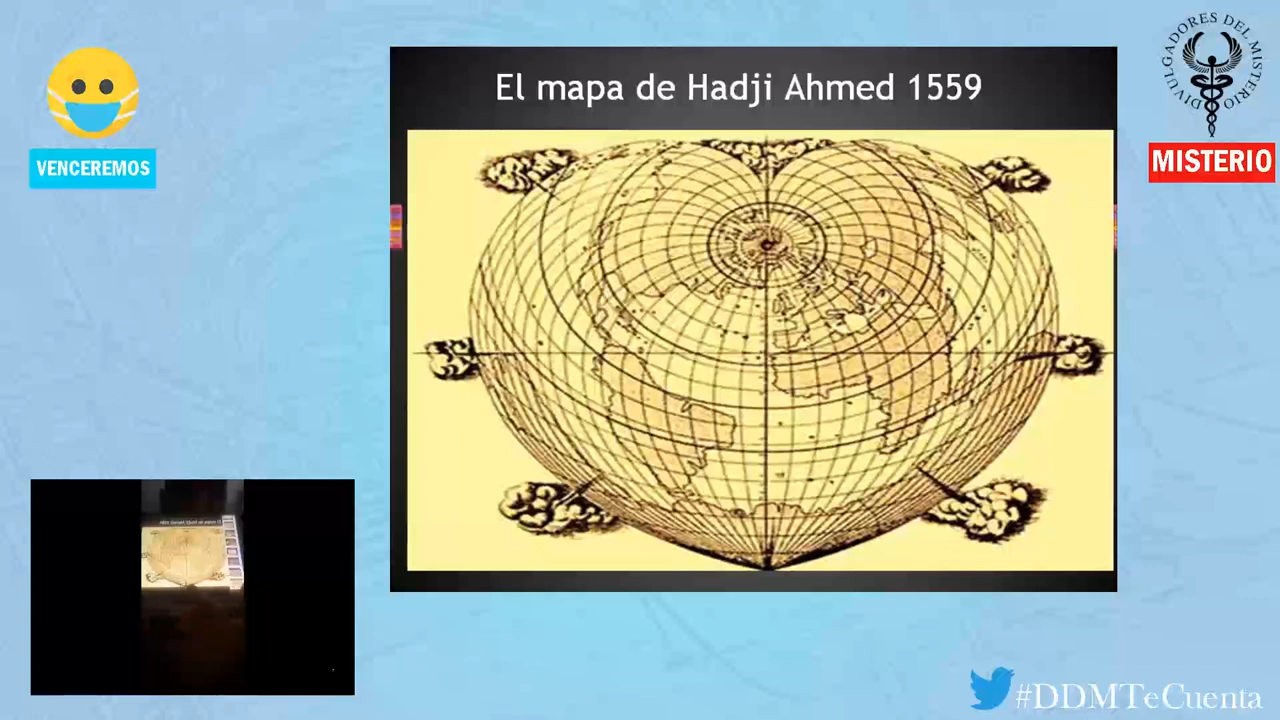 El mapa de Hadji Ahmed 1559
VENCEREMOS
DIVULGADORES DEL MISTERIO
MISTERIO
#DDMTeCuenta